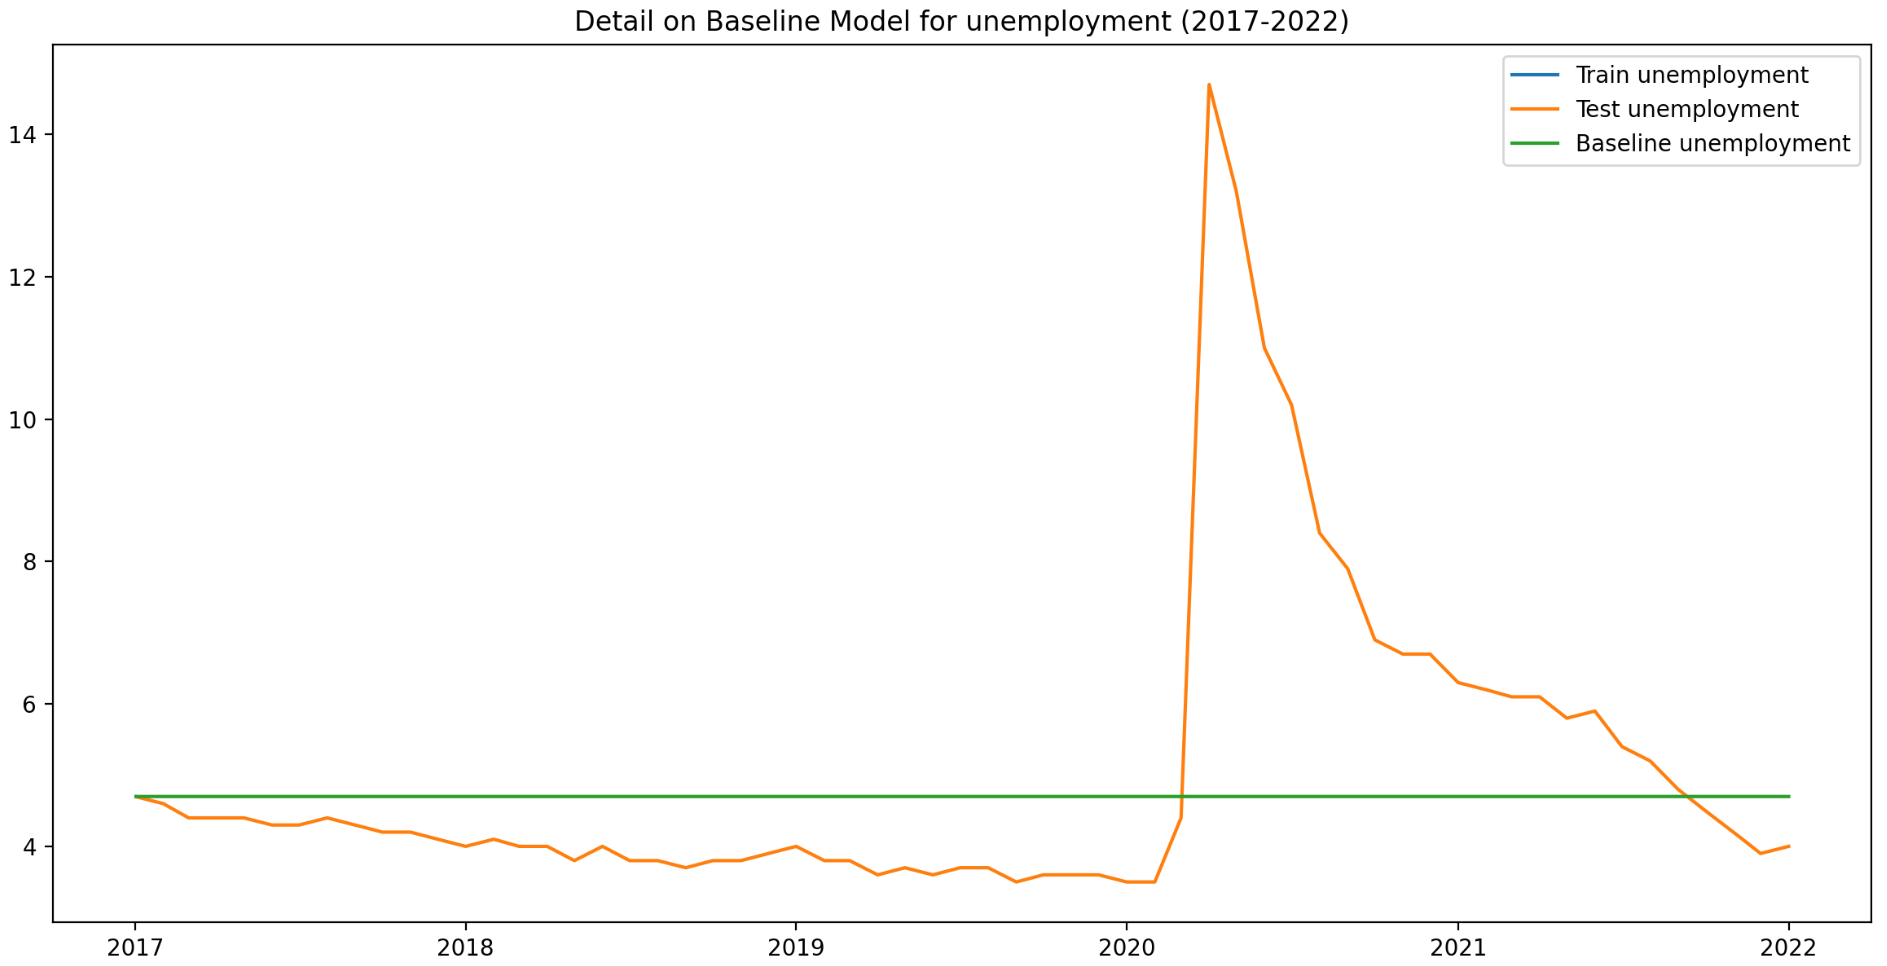 Detail on Baseline Model for unemployment (2017-2022)
Train unemployment
Test unemployment
Baseline unemployment
14
12
10
8
6
4
2017 2018 2019 2020 2021 2022